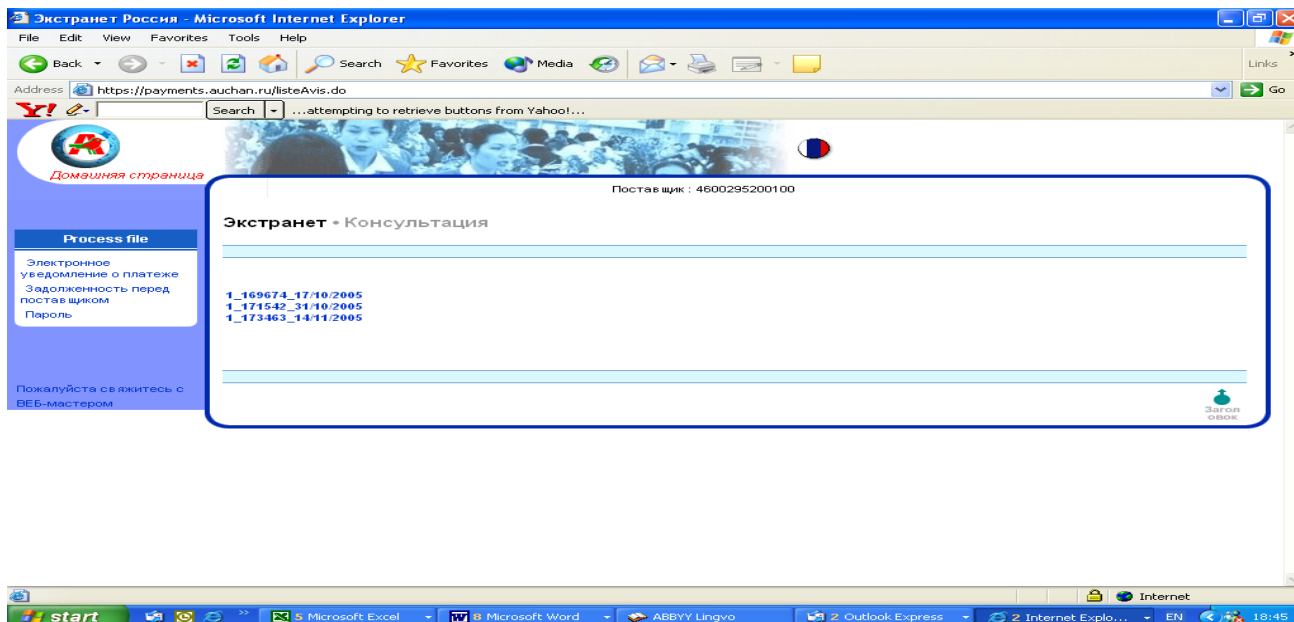 Экстранет Россия - Microsoft Internet Explorer
File Edit View Favorites Tools Help
Back Search Favorites Media Links
Address https://payments.auchan.ru/listeAvis.do Go
Y! Search ...attempting to retrieve buttons from Yahoo!...
Домашняя страница
Поставщик : 4600295200100
Экстранет • Консультация
Process file
Электронное
уведомление о платеже
Задолженность перед
поставщиком
Пароль
1_169674_17/10/2005
1_171542_31/10/2005
1_173463_14/11/2005
Пожалуйста свяжитесь с
ВЕБ-мастером
Загол
овок
Internet
start 5 Microsoft Excel 8 Microsoft Word ABBYY Lingvo 2 Outlook Express 2 Internet Explo... EN 18:45